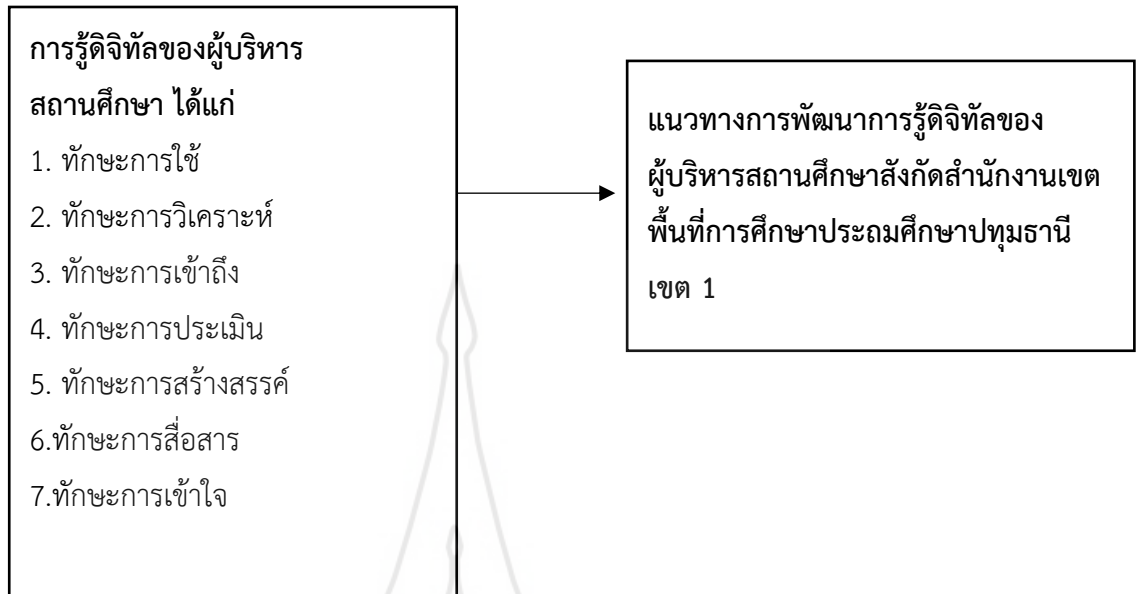 การรู้ดิจิทัลของผู้บริหาร
สถานศึกษา ได้แก่
1. ทักษะการใช้
2. ทักษะการวิเคราะห์
3. ทักษะการเข้าถึง
4. ทักษะการประเมิน
5. ทักษะการสร้างสรรค์
6.ทักษะการสื่อสาร
7.ทักษะการเข้าใจ
แนวทางการพัฒนาการรู้ดิจิทัลของ
ผู้บริหารสถานศึกษาสังกัดสำนักงานเขต
พื้นที่การศึกษาประถมศึกษาปทุมธานี
เขต 1